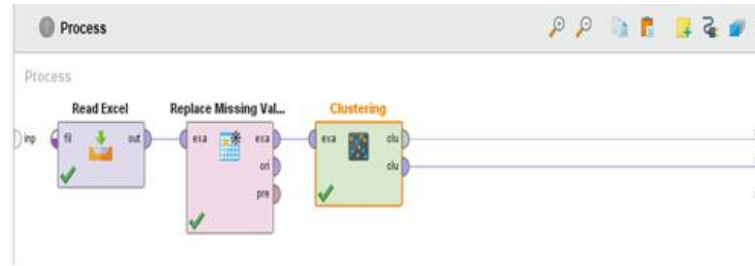 Process
Process
Read Excel
Replace Missing Val...
Clustering
inp
fil
out
exa
exa
ori
pre
exa
clu
clu